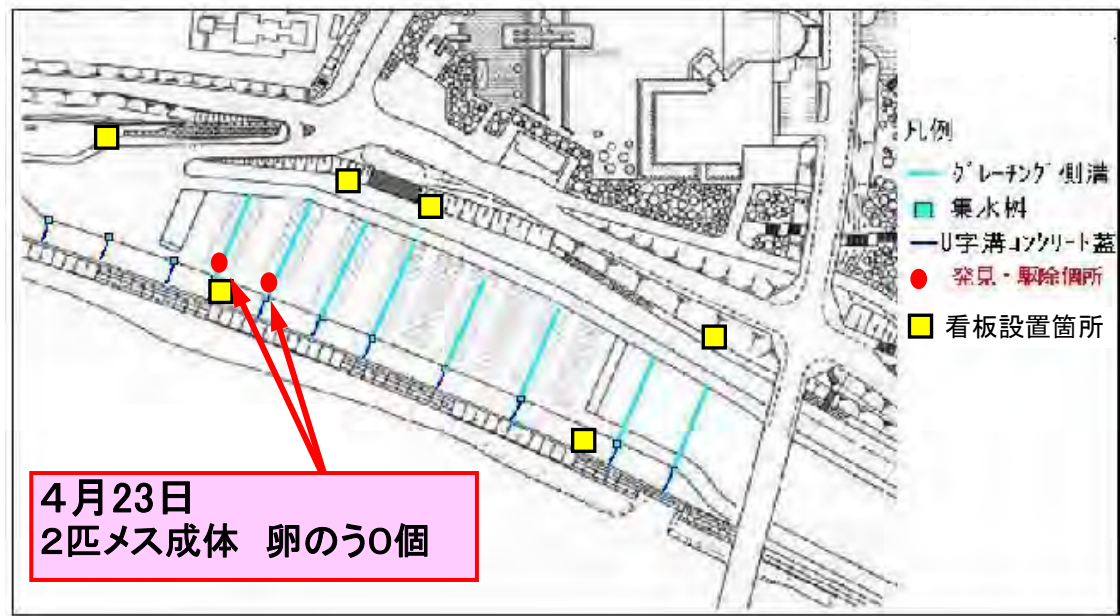 凡例
グレーチング側溝
集水桝
U字溝コンクリート蓋
発見・駆除個所
看板設置箇所
4月23日
2匹メス成体　卵のう0個